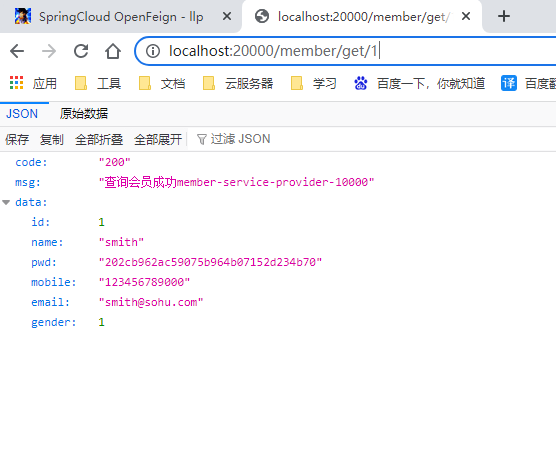 SpringCloud OpenFeign - llp
localhost:20000/member/get/
localhost:20000/member/get/1
应用 工具 文档 云服务器 学习 百度一下，你就知道 译 百度翻
JSON 原始数据
保存 复制 全部折叠 全部展开 过滤 JSON
code: "200"
msg: "查询会员成功member-service-provider-10000"
data:
id: 1
name: "smith"
pwd: "202cb962ac59075b964b07152d234b70"
mobile: "123456789000"
email: "smith@sohu.com"
gender: 1